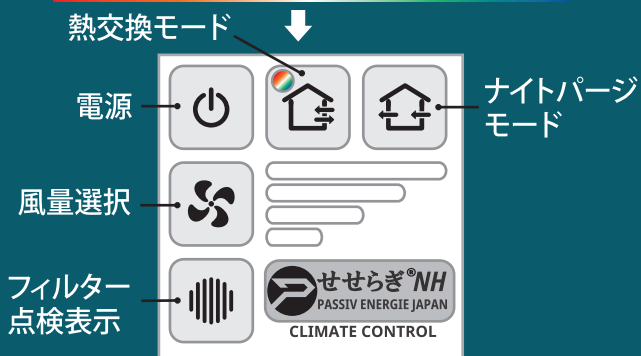 熱交換モード
電源
ナイトパージ
モード
風量選択
フィルター
点検表示
せせらぎ®NH
PASSIV ENERGIE JAPAN
CLIMATE CONTROL